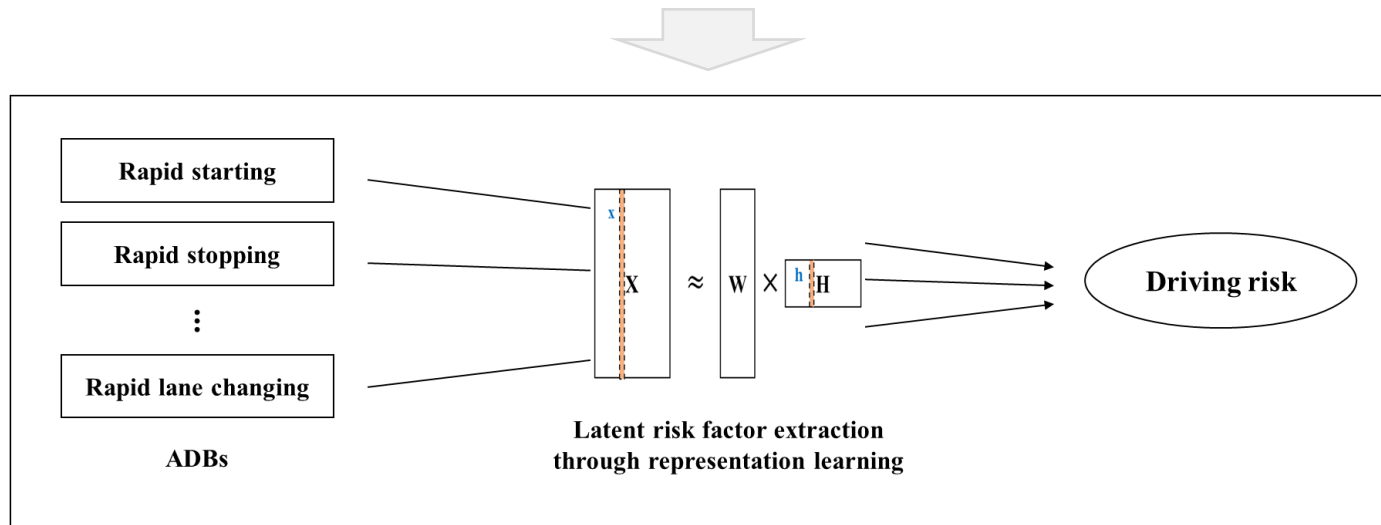 Rapid starting
Rapid stopping
⋮
Rapid lane changing
ADBs
x
X ≈ W × h H
Latent risk factor extraction
through representation learning
Driving risk